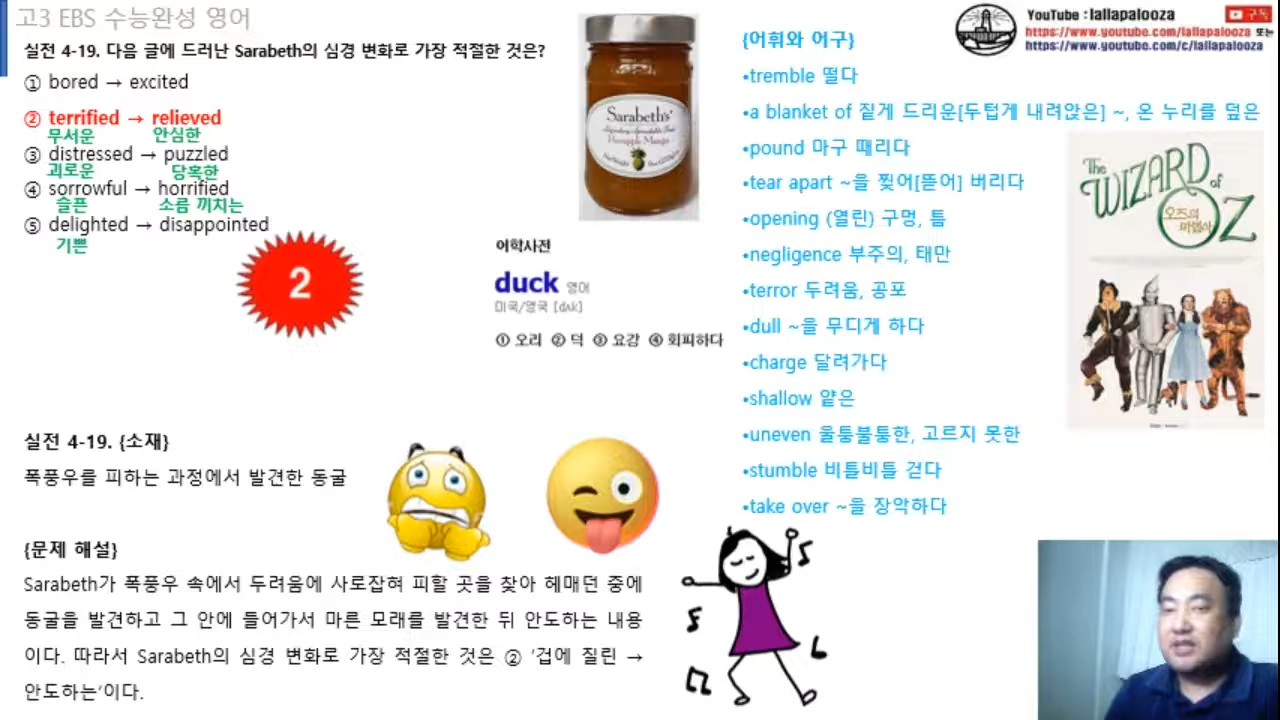 고3 EBS 수능완성 영어
실전 4-19. 다음 글에 드러난 Sarabeth의 심경 변화로 가장 적절한 것은?
① bored → excited
② terrified → relieved
무서운 안심한
③ distressed → puzzled
괴로운 당혹한
④ sorrowful → horrified
슬픈 소름 끼치는
⑤ delighted → disappointed
기쁜
2
Sarabeth's
Pineapple Mango
어학사전
duck 영어
미국/영국 [dʌk]
① 오리 ② 덕 ③ 요강 ④ 회피하다
실전 4-19. {소재}
폭풍우를 피하는 과정에서 발견한 동굴
{문제 해설}
Sarabeth가 폭풍우 속에서 두려움에 사로잡혀 피할 곳을 찾아 헤매던 중에
동굴을 발견하고 그 안에 들어가서 마른 모래를 발견한 뒤 안도하는 내용
이다. 따라서 Sarabeth의 심경 변화로 가장 적절한 것은 ② ‘겁에 질린 →
안도하는’이다.
{어휘와 어구}
•tremble 떨다
•a blanket of 짙게 드리운[두텁게 내려앉은] ~, 온 누리를 덮은
•pound 마구 때리다
•tear apart ~을 찢어[뜯어] 버리다
•opening (열린) 구멍, 틈
•negligence 부주의, 태만
•terror 두려움, 공포
•dull ~을 무디게 하다
•charge 달려가다
•shallow 얕은
•uneven 울퉁불퉁한, 고르지 못한
•stumble 비틀비틀 걷다
•take over ~을 장악하다
YouTube : lallapalooza
구독
https://www.youtube.com/lallapalooza 또는
https://www.youtube.com/c/lallapalooza
The
WIZARD of
OZ
오즈의
마법사